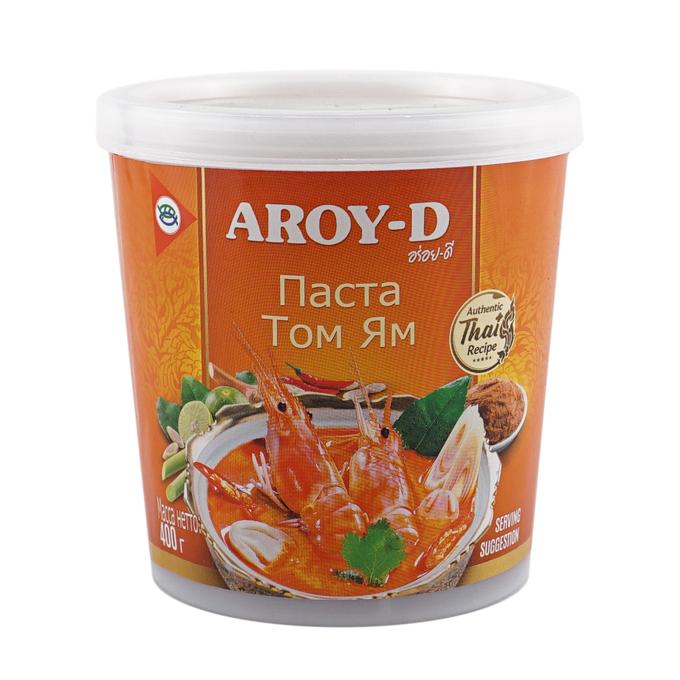 AROY-D
อร่อย-ดี
Паста
Том Ям
Authentic
Thai
Recipe
Масса нетто:
400 г
SERVING
SUGGESTION